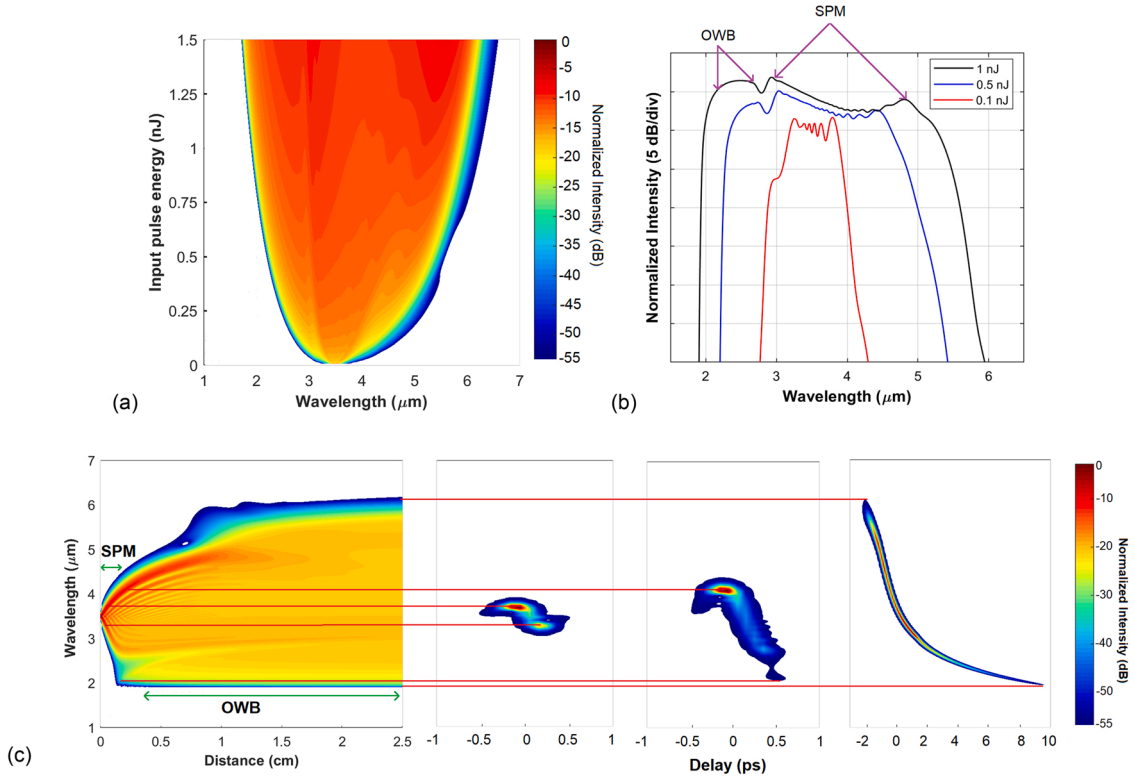 1.5
1.25
1
0.75
0.5
0.25
0
Input pulse energy (nJ)
1 2 3 4 5 6 7
Wavelength (μm)
(a)
0
-5
-10
-15
-20
-25
-30
-35
-40
-45
-50
-55
Normalized Intensity (dB)
SPM
OWB
1 nJ
0.5 nJ
0.1 nJ
Normalized Intensity (5 dB/div)
2 3 4 5 6
Wavelength (μm)
(b)
7
6
5
4
3
2
1
Wavelength (μm)
SPM
OWB
0 0.5 1 1.5 2 2.5
Distance (cm)
(c)
-1 -0.5 0 0.5 1
-1 -0.5 0 0.5 1
-2 0 2 4 6 8 10
Delay (ps)
0
-10
-20
-30
-40
-50
-55
Normalized Intensity (dB)